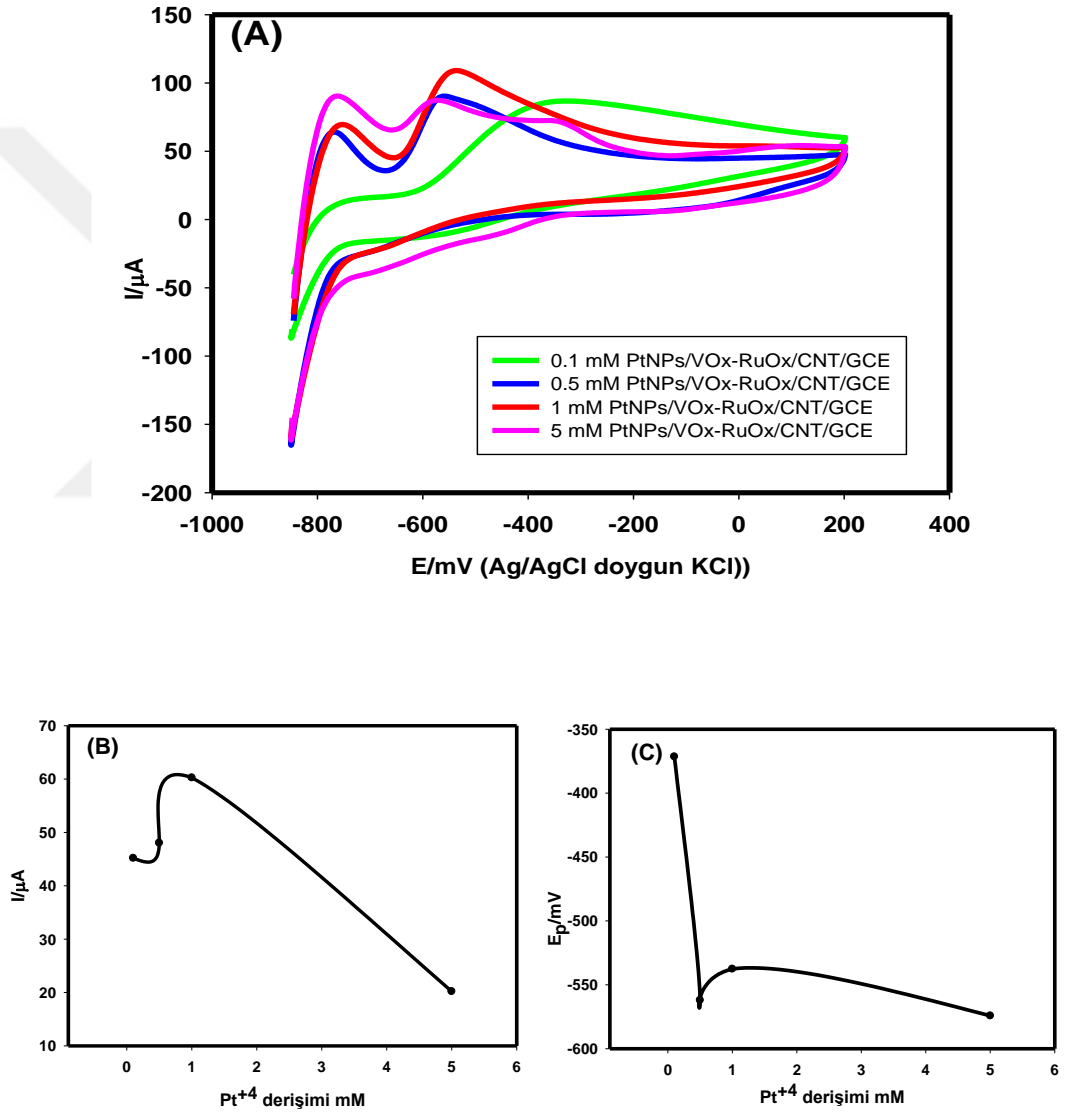 (A)
150
100
50
0
-50
-100
-150
-200
I/μA
0.1 mM PtNPs/VOx-RuOx/CNT/GCE
0.5 mM PtNPs/VOx-RuOx/CNT/GCE
1 mM PtNPs/VOx-RuOx/CNT/GCE
5 mM PtNPs/VOx-RuOx/CNT/GCE
-1000 -800 -600 -400 -200 0 200 400
E/mV (Ag/AgCl doygun KCl))
(B)
70
60
50
40
30
20
10
I/μA
0 1 2 3 4 5 6
Pt+4 derişimi mM
(C)
-350
-400
-450
-500
-550
-600
Ep/mV
0 1 2 3 4 5 6
Pt+4 derişimi mM